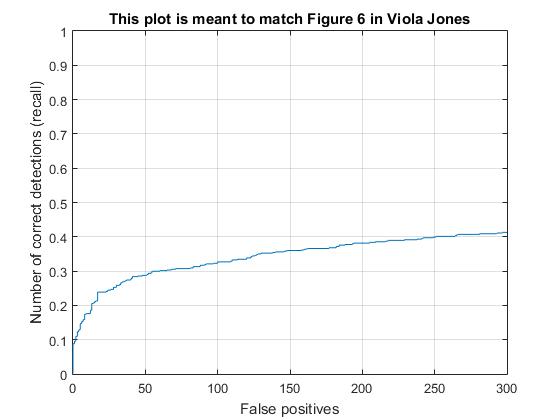 This plot is meant to match Figure 6 in Viola Jones
Number of correct detections (recall)
1
0.9
0.8
0.7
0.6
0.5
0.4
0.3
0.2
0.1
0
0 50 100 150 200 250 300
False positives